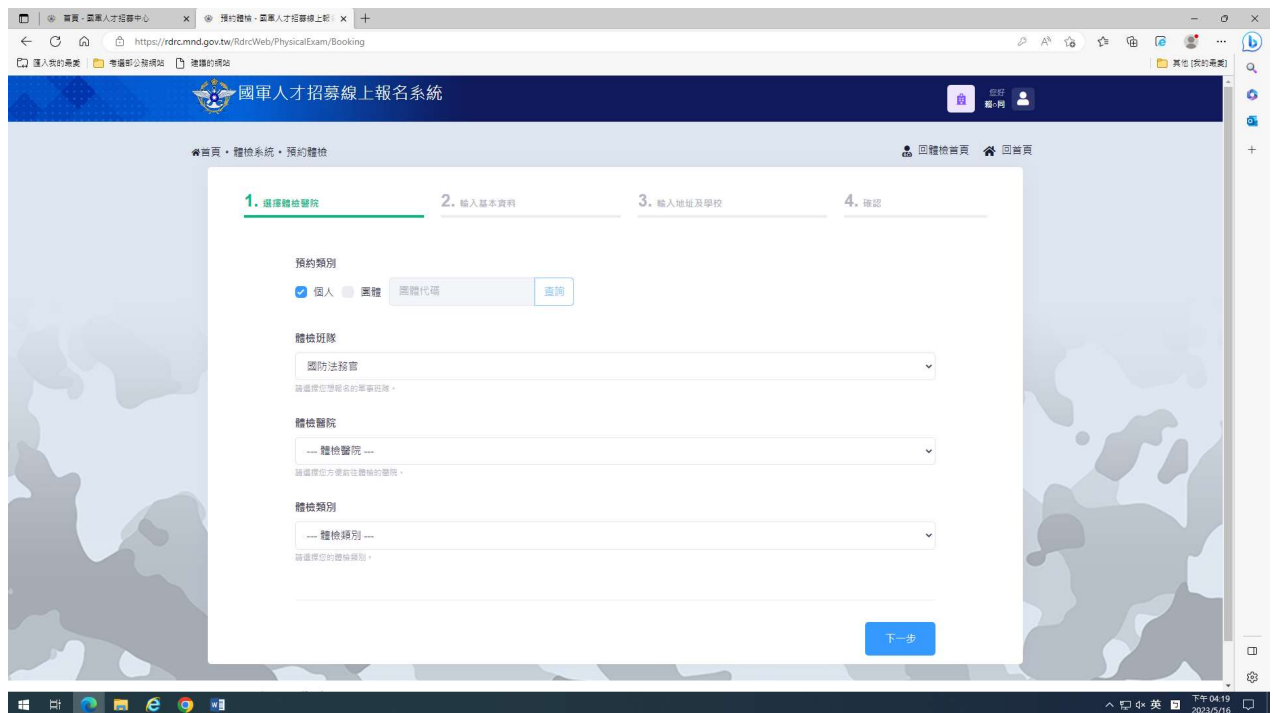 首頁 - 國軍人才招募中心
預約體檢 - 國軍人才招募線上報
https://rdrc.mnd.gov.tw/RdrcWeb/PhysicalExam/Booking
匯入我的最愛 考選部公務網站 建議的網站 其他 [我的最愛]
國軍人才招募線上報名系統
您好
賴○同
首頁・體檢系統・預約體檢 回體檢首頁 回首頁
1. 選擇體檢醫院 2. 輸入基本資料 3. 輸入地址及學校 4. 確認
預約類別
個人 團體 團體代碼 查詢
體檢班隊
國防法務官
請選擇您想報名的軍事班隊。
體檢醫院
--- 體檢醫院 ---
請選擇您方便前往體檢的醫院。
體檢類別
--- 體檢類別 ---
請選擇您的體檢類別。
下一步
英 下午 04:19
2023/5/16